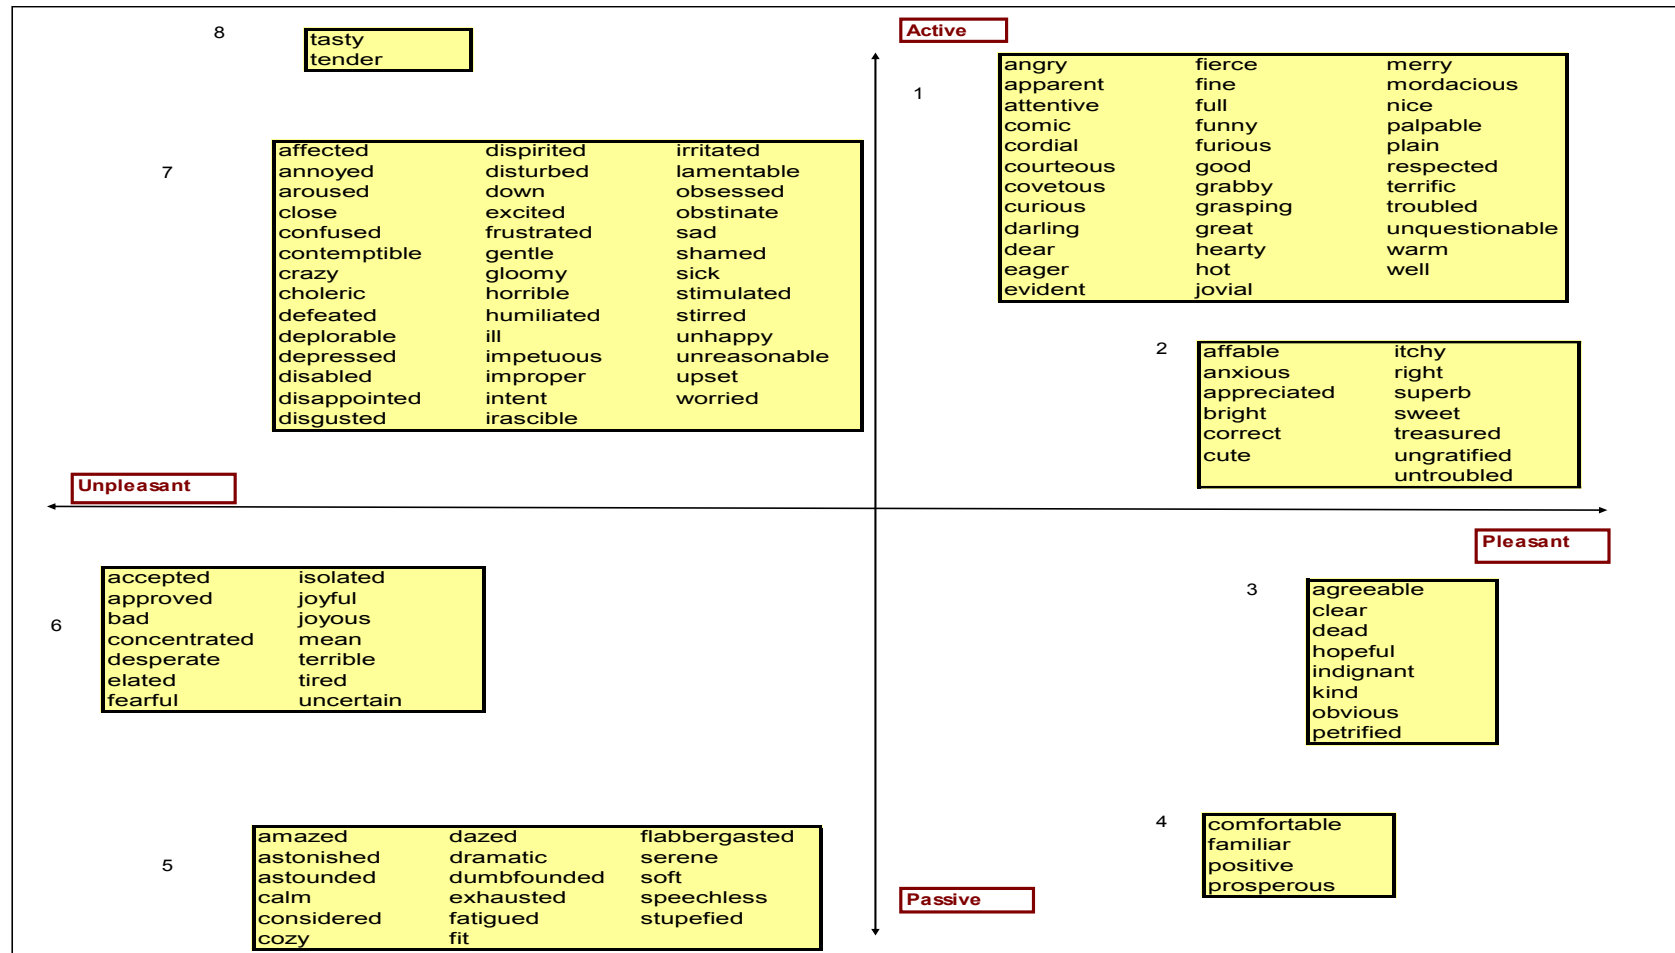 8
tasty
tender
Active
1
angry fierce merry
apparent fine mordacious
attentive full nice
comic funny palpable
cordial furious plain
courteous good respected
covetous grabby terrific
curious grasping troubled
darling great unquestionable
dear hearty warm
eager hot well
evident jovial
7
affected dispirited irritated
annoyed disturbed lamentable
aroused down obsessed
close excited obstinate
confused frustrated sad
contemptible gentle shamed
crazy gloomy sick
choleric horrible stimulated
defeated humiliated stirred
deplorable ill unhappy
depressed impetuous unreasonable
disabled improper upset
disappointed intent worried
disgusted irascible
2
affable itchy
anxious right
appreciated superb
bright sweet
correct treasured
cute ungratified
untroubled
Unpleasant
Pleasant
6
accepted isolated
approved joyful
bad joyous
concentrated mean
desperate terrible
elated tired
fearful uncertain
3
agreeable
clear
dead
hopeful
indignant
kind
obvious
petrified
5
amazed dazed flabbergasted
astonished dramatic serene
astounded dumbfounded soft
calm exhausted speechless
considered fatigued stupefied
cozy fit
4
comfortable
familiar
positive
prosperous
Passive